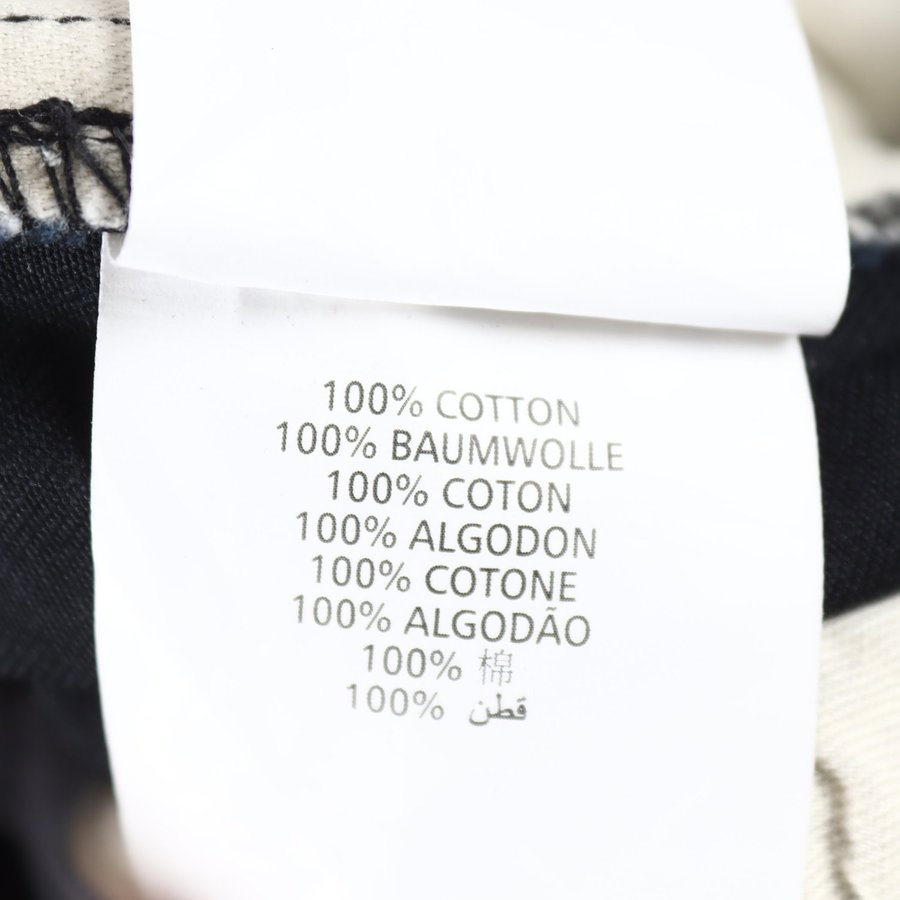 100% COTTON
100% BAUMWOLLE
100% COTON
100% ALGODON
100% COTONE
100% ALGODÃO
100% 棉
100% قطن